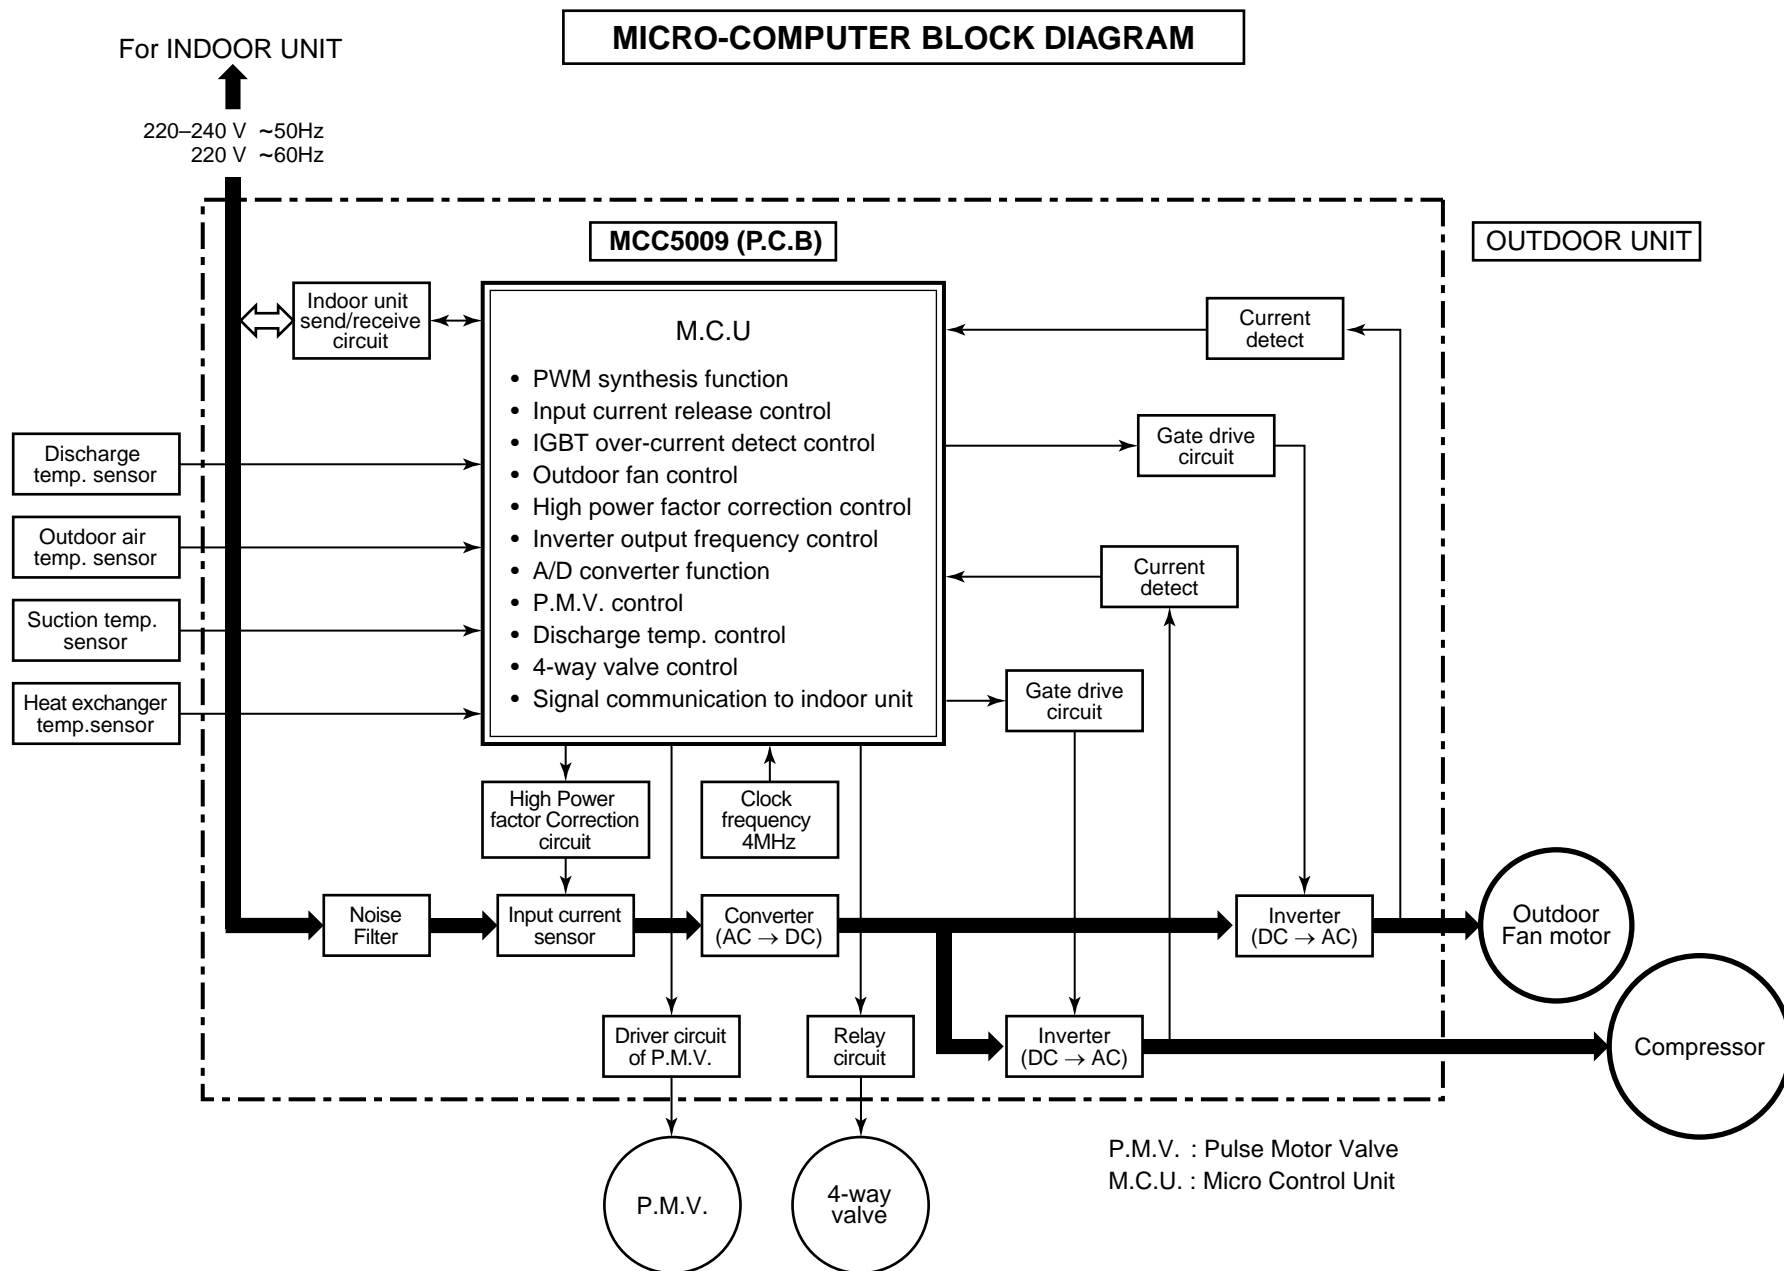 MICRO-COMPUTER BLOCK DIAGRAM
For INDOOR UNIT
220–240 V ~50Hz
220 V ~60Hz
MCC5009 (P.C.B)
OUTDOOR UNIT
Indoor unit
send/receive
circuit
M.C.U
• PWM synthesis function
• Input current release control
• IGBT over-current detect control
• Outdoor fan control
• High power factor correction control
• Inverter output frequency control
• A/D converter function
• P.M.V. control
• Discharge temp. control
• 4-way valve control
• Signal communication to indoor unit
Current
detect
Gate drive
circuit
Current
detect
Gate drive
circuit
Discharge
temp. sensor
Outdoor air
temp. sensor
Suction temp.
sensor
Heat exchanger
temp.sensor
High Power
factor Correction
circuit
Clock
frequency
4MHz
Noise
Filter
Input current
sensor
Converter
(AC → DC)
Inverter
(DC → AC)
Outdoor
Fan motor
Driver circuit
of P.M.V.
Relay
circuit
Inverter
(DC → AC)
Compressor
P.M.V.
4-way
valve
P.M.V. : Pulse Motor Valve
M.C.U. : Micro Control Unit